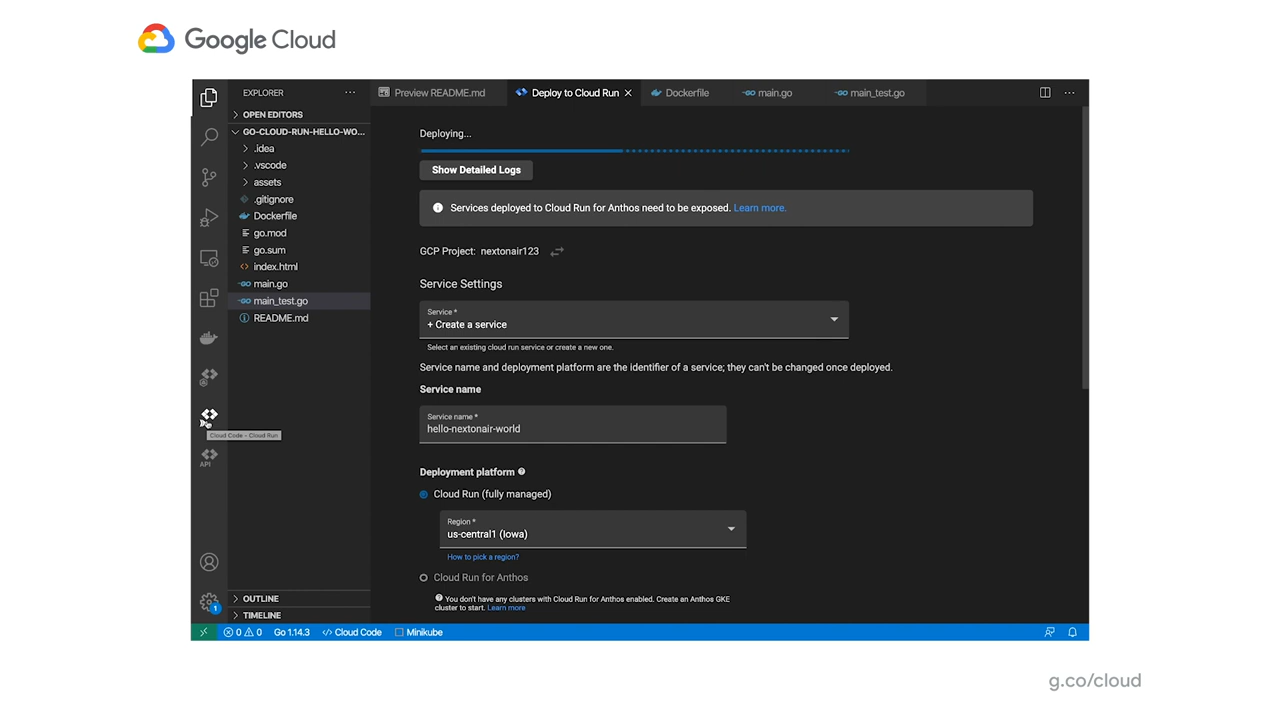 Google Cloud
EXPLORER
Preview README.md
Deploy to Cloud Run
Dockerfile
main.go
main_test.go
OPEN EDITORS
GO-CLOUD-RUN-HELLO-WO...
.idea
.vscode
assets
.gitignore
Dockerfile
go.mod
go.sum
index.html
main.go
main_test.go
README.md
Cloud Code - Cloud Run
API
1
OUTLINE
TIMELINE
Deploying...
Show Detailed Logs
Services deployed to Cloud Run for Anthos need to be exposed. Learn more.
GCP Project: nextonair123
Service Settings
Service *
+ Create a service
Select an existing cloud run service or create a new one.
Service name and deployment platform are the identifier of a service; they can't be changed once deployed.
Service name
Service name *
hello-nextonair-world
Deployment platform
Cloud Run (fully managed)
Region *
us-central1 (Iowa)
How to pick a region?
Cloud Run for Anthos
You don't have any clusters with Cloud Run for Anthos enabled. Create an Anthos GKE
cluster to start. Learn more
0 0 Go 1.14.3 </> Cloud Code Minikube
g.co/cloud